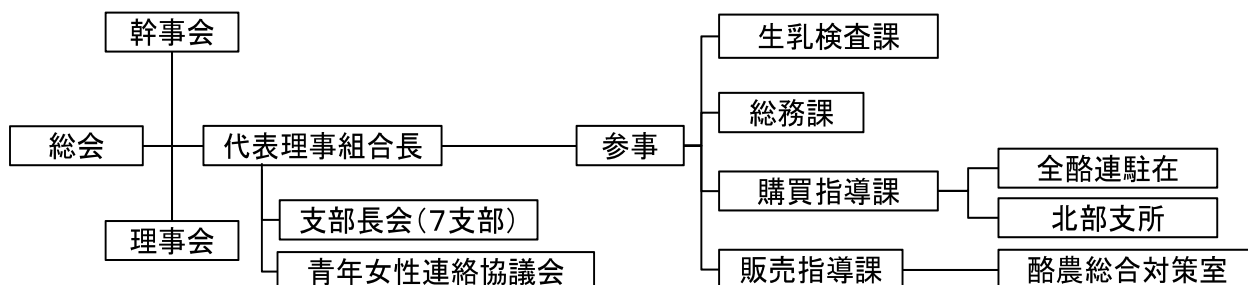 幹事会
総会
理事会
代表理事組合長
支部長会（７支部）
青年女性連絡協議会
参事
生乳検査課
総務課
購買指導課
全酪連駐在
北部支所
販売指導課
酪農総合対策室